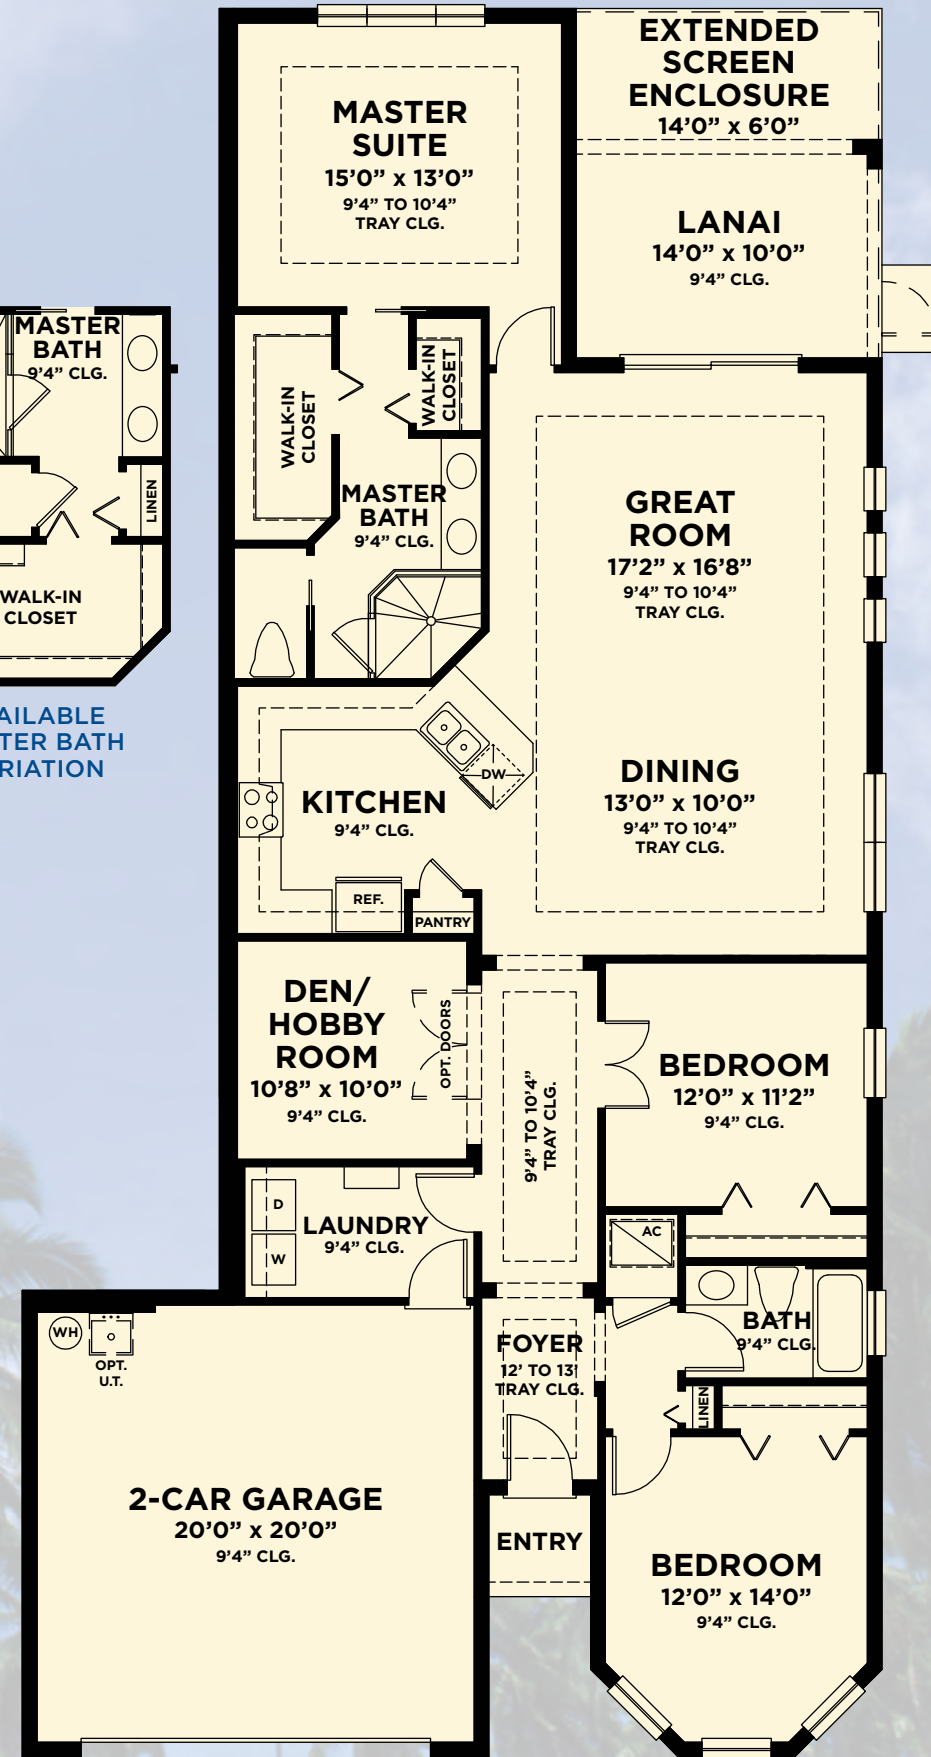 EXTENDED
SCREEN
ENCLOSURE
14'0" x 6'0"
MASTER
SUITE
15'0" x 13'0"
9'4" TO 10'4"
TRAY CLG.
LANAI
14'0" x 10'0"
9'4" CLG.
MASTER
BATH
9'4" CLG.
LINEN
WALK-IN
CLOSET
AILABLE
TER BATH
RIATION
WALK-IN
CLOSET
WALK-IN
CLOSET
MASTER
BATH
9'4" CLG.
GREAT
ROOM
17'2" x 16'8"
9'4" TO 10'4"
TRAY CLG.
DW
KITCHEN
9'4" CLG.
DINING
13'0" x 10'0"
9'4" TO 10'4"
TRAY CLG.
REF.
PANTRY
DEN/
HOBBY
ROOM
10'8" x 10'0"
9'4" CLG.
OPT. DOORS
9'4" TO 10'4"
TRAY CLG.
BEDROOM
12'0" x 11'2"
9'4" CLG.
D
W
LAUNDRY
9'4" CLG.
AC
BATH
9'4" CLG.
WH
OPT.
U.T.
FOYER
12' TO 13'
TRAY CLG.
LINEN
2-CAR GARAGE
20'0" x 20'0"
9'4" CLG.
ENTRY
BEDROOM
12'0" x 14'0"
9'4" CLG.